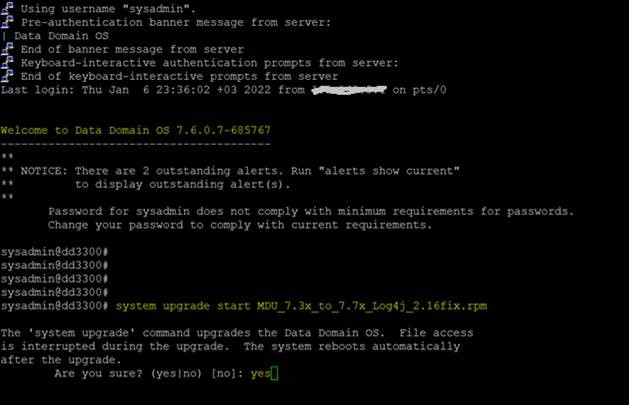 Using username "sysadmin".
Pre-authentication banner message from server:
| Data Domain OS
End of banner message from server
Keyboard-interactive authentication prompts from server:
End of keyboard-interactive prompts from server
Last login: Thu Jan  6 23:36:02 +03 2022 from on pts/0
Welcome to Data Domain OS 7.6.0.7-685767
----------------------------------------
**
** NOTICE: There are 2 outstanding alerts. Run "alerts show current"
**         to display outstanding alert(s).
**
Password for sysadmin does not comply with minimum requirements for passwords.
Change your password to comply with current requirements.
sysadmin@dd3300#
sysadmin@dd3300#
sysadmin@dd3300#
sysadmin@dd3300#
sysadmin@dd3300# system upgrade start MDU_7.3x_to_7.7x_Log4j_2.16fix.rpm
The 'system upgrade' command upgrades the Data Domain OS.  File access
is interrupted during the upgrade.  The system reboots automatically
after the upgrade.
Are you sure? (yes|no) [no]: yes